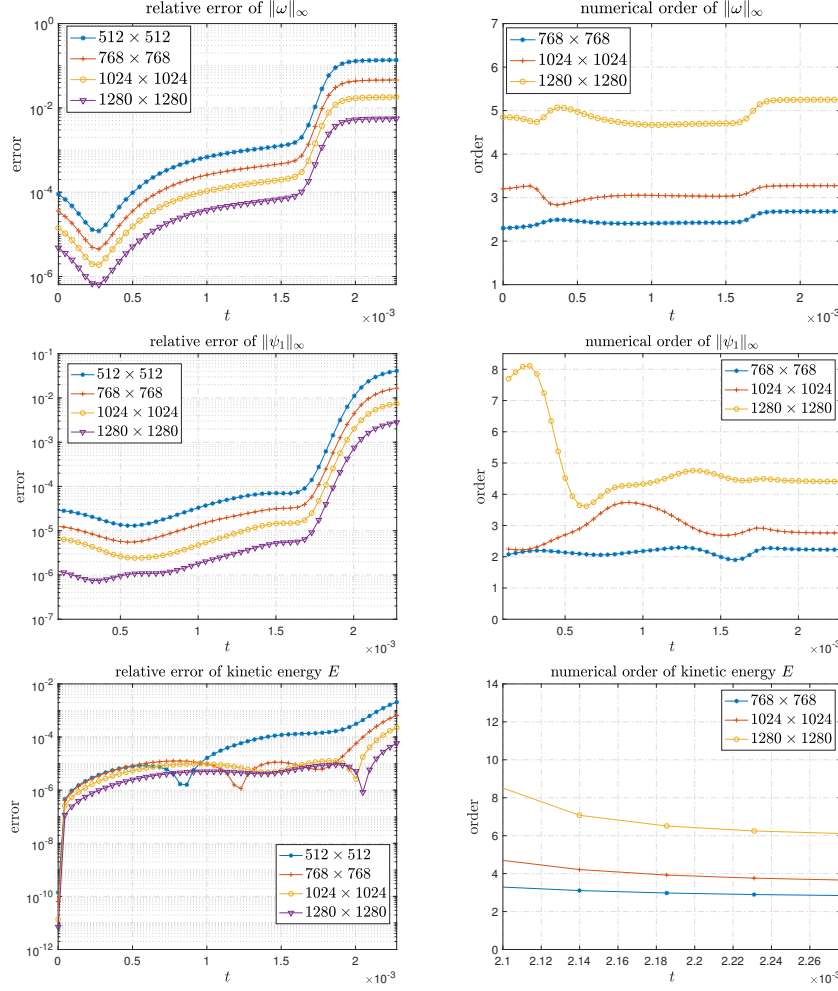 relative error of ‖ω‖∞
10^0
10^-2
10^-4
10^-6
error
512 × 512
768 × 768
1024 × 1024
1280 × 1280
0 0.5 1 1.5 2
t
×10^-3
numerical order of ‖ω‖∞
7
6
5
4
3
2
1
order
768 × 768
1024 × 1024
1280 × 1280
0 0.5 1 1.5 2
t
×10^-3
relative error of ‖ψ₁‖∞
10^-1
10^-2
10^-3
10^-4
10^-5
10^-6
10^-7
error
512 × 512
768 × 768
1024 × 1024
1280 × 1280
0.5 1 1.5 2
t
×10^-3
numerical order of ‖ψ₁‖∞
8
7
6
5
4
3
2
1
0
order
768 × 768
1024 × 1024
1280 × 1280
0.5 1 1.5 2
t
×10^-3
relative error of kinetic energy E
10^-2
10^-4
10^-6
10^-8
10^-10
10^-12
error
512 × 512
768 × 768
1024 × 1024
1280 × 1280
0 0.5 1 1.5 2
t
×10^-3
numerical order of kinetic energy E
14
12
10
8
6
4
2
0
order
768 × 768
1024 × 1024
1280 × 1280
2.1 2.12 2.14 2.16 2.18 2.2 2.22 2.24 2.26
t
×10^-3